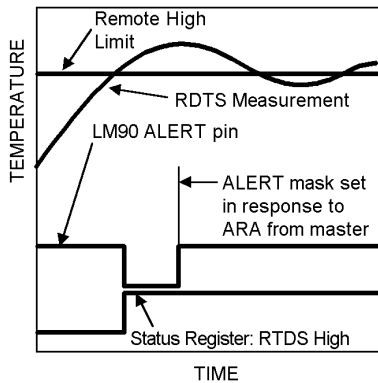 Remote High
Limit
RDTS Measurement
LM90 ALERT pin
ALERT mask set
in response to
ARA from master
Status Register: RTDS High
TEMPERATURE
TIME